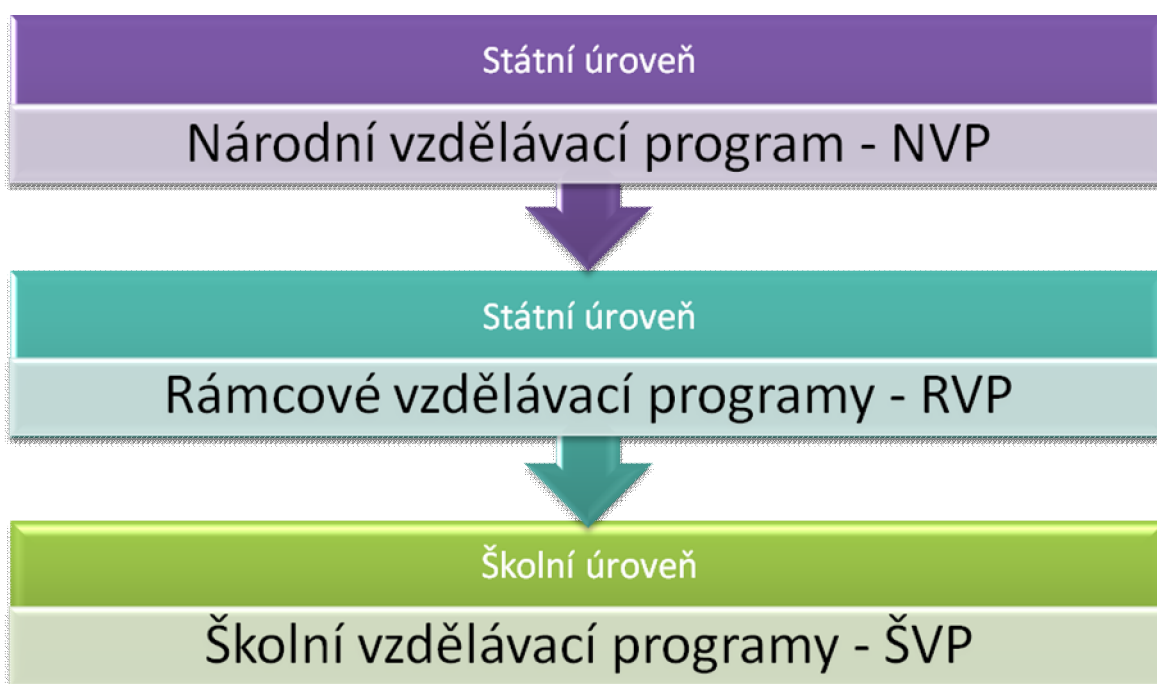 Státní úroveň
Národní vzdělávací program - NVP
Státní úroveň
Rámcové vzdělávací programy - RVP
Školní úroveň
Školní vzdělávací programy - ŠVP